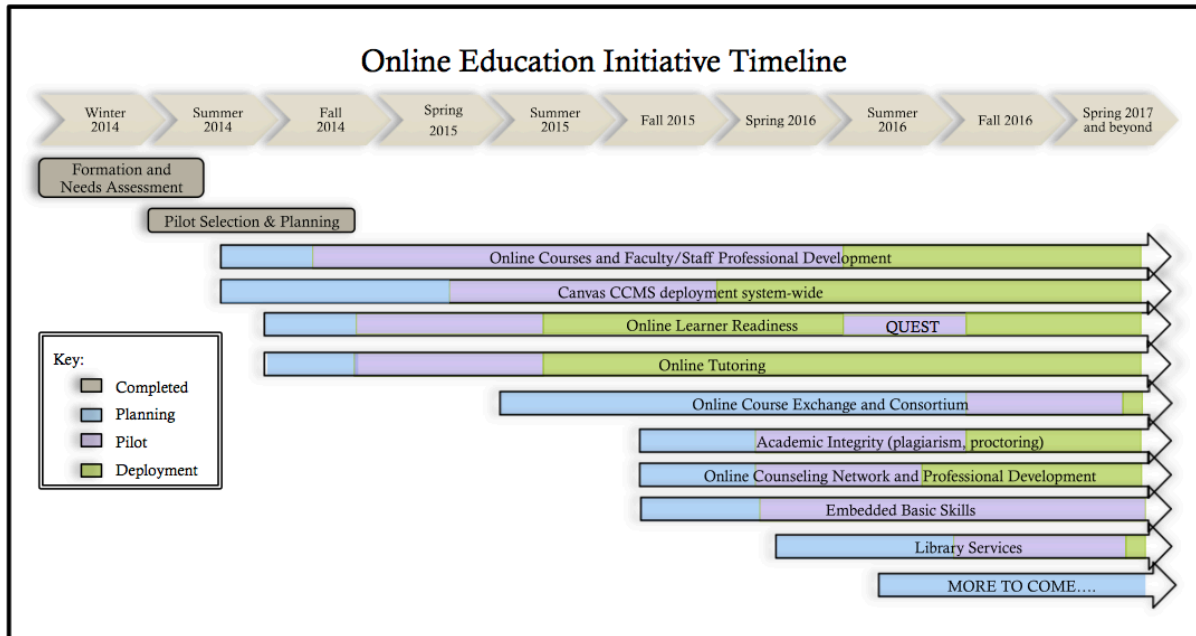 Online Education Initiative Timeline
Winter
2014
Summer
2014
Fall
2014
Spring
2015
Summer
2015
Fall 2015
Spring 2016
Summer
2016
Fall 2016
Spring 2017
and beyond
Formation and
Needs Assessment
Pilot Selection & Planning
Online Courses and Faculty/Staff Professional Development
Canvas CCMS deployment system-wide
Online Learner Readiness
QUEST
Online Tutoring
Online Course Exchange and Consortium
Academic Integrity (plagiarism, proctoring)
Online Counseling Network and Professional Development
Embedded Basic Skills
Library Services
MORE TO COME....
Key:
Completed
Planning
Pilot
Deployment